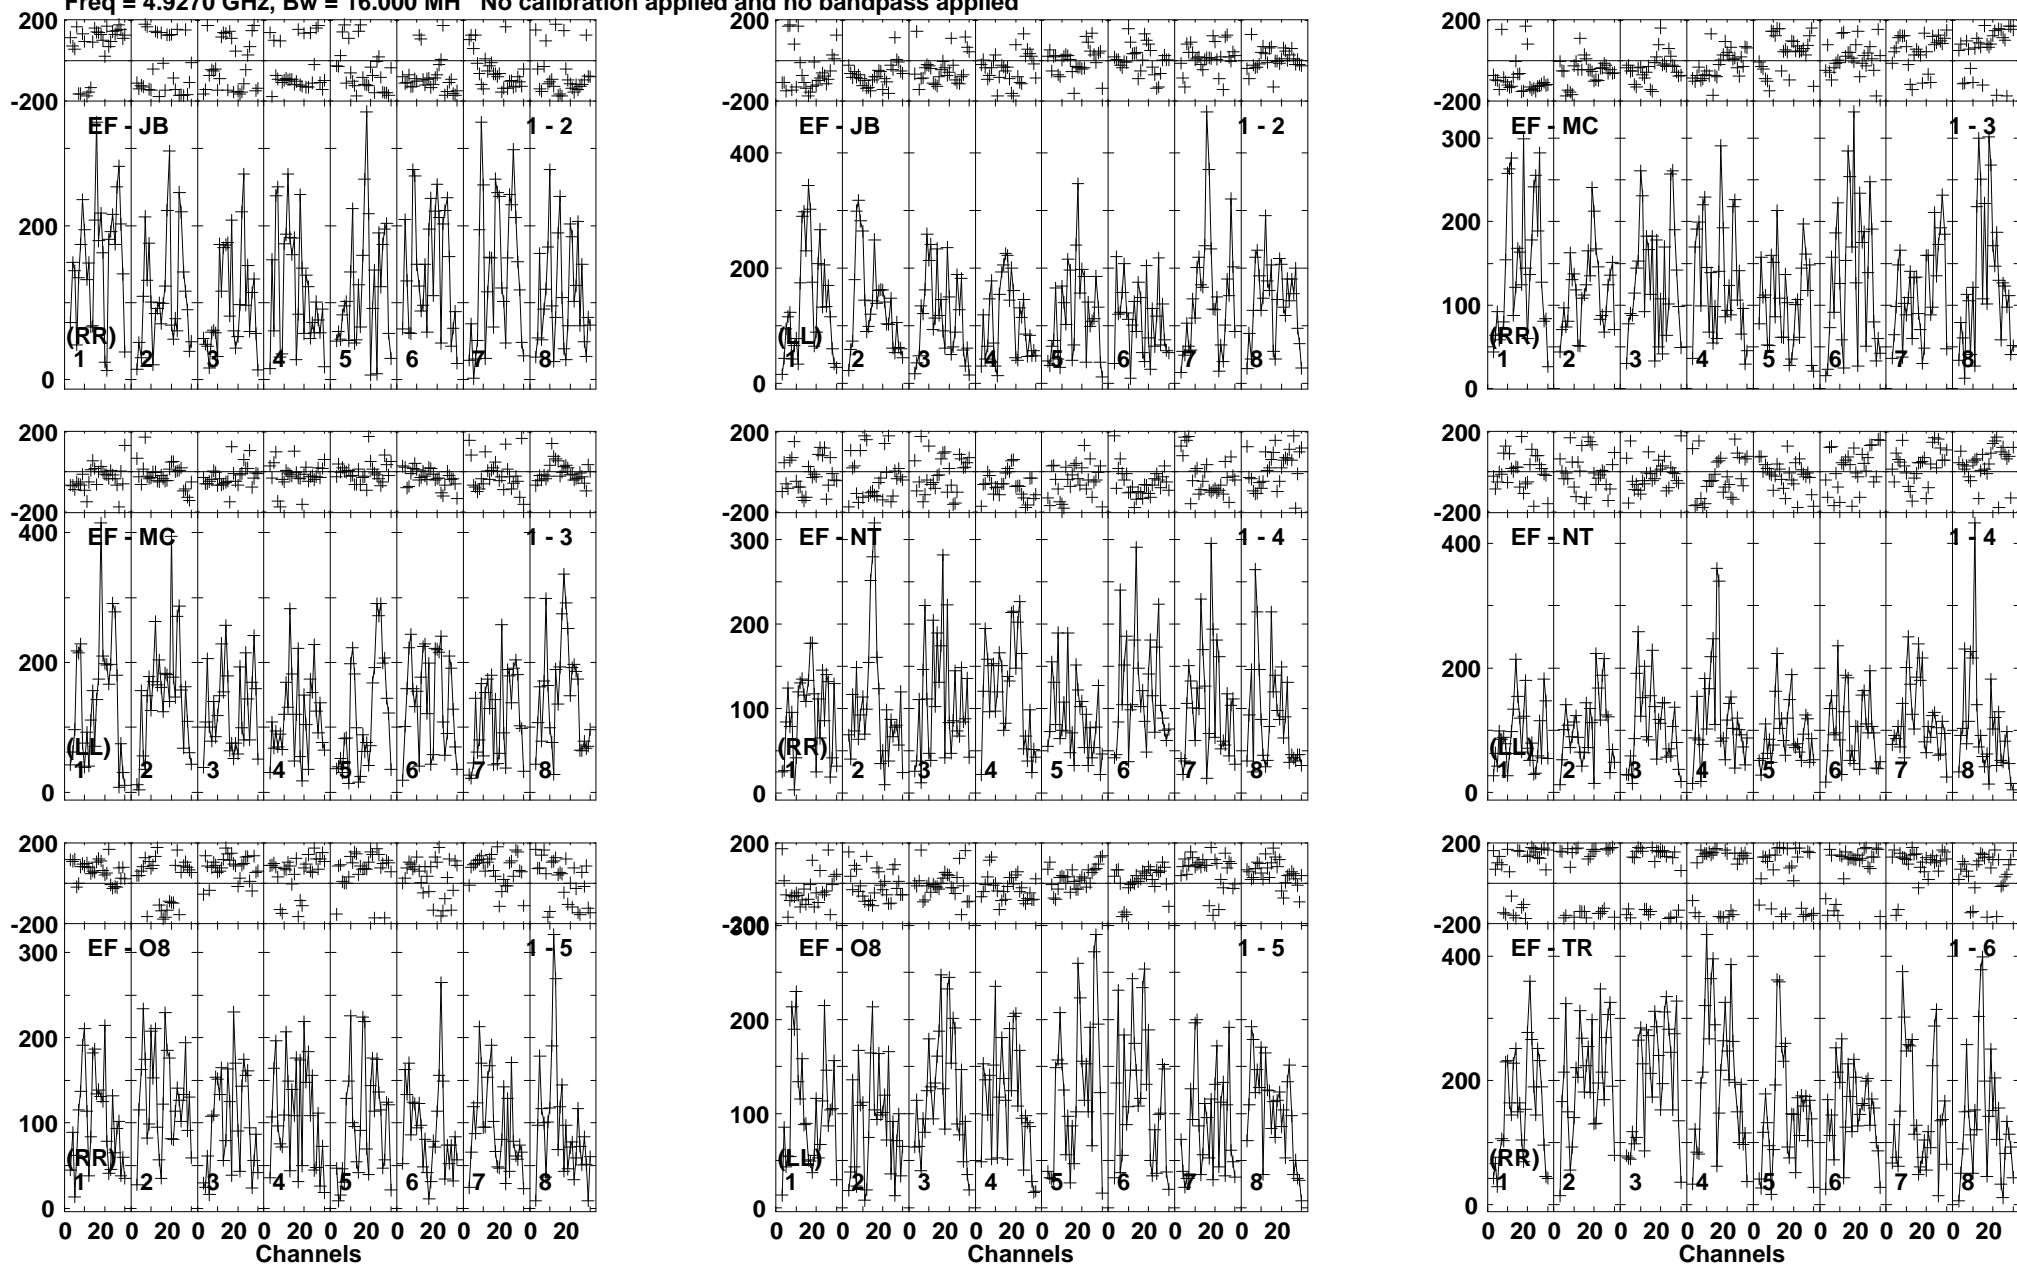 Freq = 4.9270 GHz, Bw = 16.000 MH No calibration applied and no bandpass applied
200 200 200
-200 -200 -200
EF - JB 1 - 2 EF - JB 1 - 2 EF - MC 1 - 3
400 300
200 200 200
100
(RR) (LL) (RR)
1 2 3 4 5 6 7 8 1 2 3 4 5 6 7 8 1 2 3 4 5 6 7 8
0 0 0
200 200 200
-200 -200 -200
EF - MC 1 - 3 EF - NT 1 - 4 EF - NT 1 - 4
400 300 400
200 200 200
100
(LL) (RR) (LL)
1 2 3 4 5 6 7 8 1 2 3 4 5 6 7 8 1 2 3 4 5 6 7 8
0 0 0
200 200 200
-200 -200 300 -200
EF - O8 1 - 5 EF - O8 1 - 5 EF - TR 1 - 6
300 400
200 200 200
100 100
(RR) (LL) (RR)
1 2 3 4 5 6 7 8 1 2 3 4 5 6 7 8 1 2 3 4 5 6 7 8
0 0 0
0 20 0 20 0 20 0 20 0 20 0 20 0 20 0 20 0 20 0 20 0 20 0 20 0 20 0 20 0 20 0 20 0 20 0 20 0 20 0 20 0 20 0 20 0 20 0 20
Channels Channels Channels